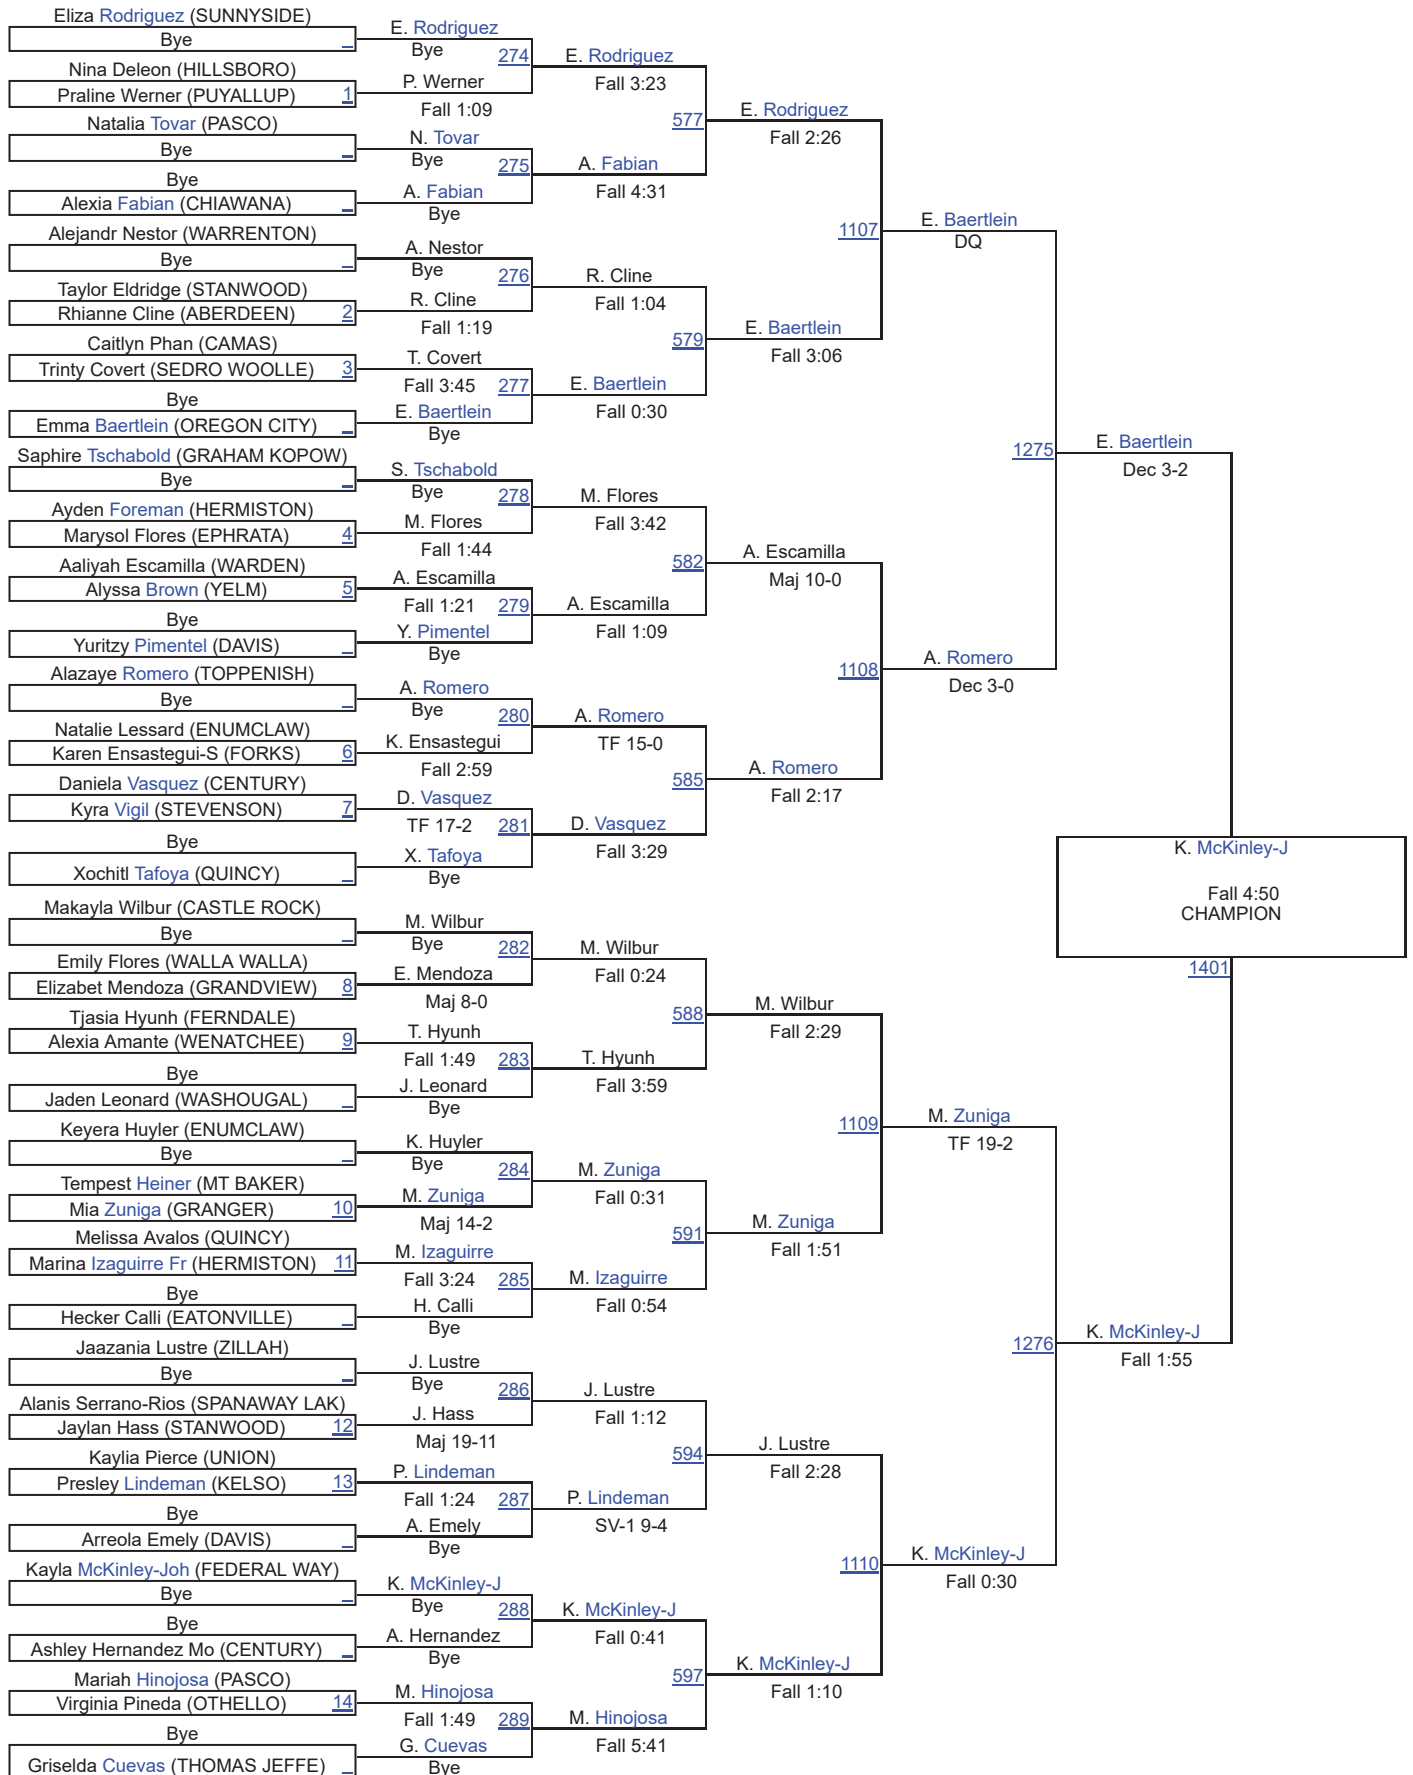 Eliza Rodriguez (SUNNYSIDE)
Bye
Nina Deleon (HILLSBORO)
Praline Werner (PUYALLUP) 1
Natalia Tovar (PASCO)
Bye
Bye
Alexia Fabian (CHIAWANA)
Alejandr Nestor (WARRENTON)
Bye
Taylor Eldridge (STANWOOD)
Rhianne Cline (ABERDEEN) 2
Caitlyn Phan (CAMAS)
Trinty Covert (SEDRO WOOLLE) 3
Bye
Emma Baertlein (OREGON CITY)
Saphire Tschabold (GRAHAM KOPOW)
Bye
Ayden Foreman (HERMISTON)
Marysol Flores (EPHRATA) 4
Aaliyah Escamilla (WARDEN)
Alyssa Brown (YELM) 5
Bye
Yuritzy Pimentel (DAVIS)
Alazaye Romero (TOPPENISH)
Bye
Natalie Lessard (ENUMCLAW)
Karen Ensastegui-S (FORKS) 6
Daniela Vasquez (CENTURY)
Kyra Vigil (STEVENSON) 7
Bye
Xochitl Tafoya (QUINCY)
Makayla Wilbur (CASTLE ROCK)
Bye
Emily Flores (WALLA WALLA)
Elizabet Mendoza (GRANDVIEW) 8
Tjasia Hyunh (FERNDALE)
Alexia Amante (WENATCHEE) 9
Bye
Jaden Leonard (WASHOUGAL)
Keyera Huyler (ENUMCLAW)
Bye
Tempest Heiner (MT BAKER)
Mia Zuniga (GRANGER) 10
Melissa Avalos (QUINCY)
Marina Izaguirre Fr (HERMISTON) 11
Bye
Hecker Calli (EATONVILLE)
Jaazania Lustre (ZILLAH)
Bye
Alanis Serrano-Rios (SPANAWAY LAK)
Jaylan Hass (STANWOOD) 12
Kaylia Pierce (UNION)
Presley Lindeman (KELSO) 13
Bye
Arreola Emely (DAVIS)
Kayla McKinley-Joh (FEDERAL WAY)
Bye
Bye
Ashley Hernandez Mo (CENTURY)
Mariah Hinojosa (PASCO)
Virginia Pineda (OTHELLO) 14
Bye
Griselda Cuevas (THOMAS JEFFE)
E. Rodriguez
Bye 274
P. Werner
Fall 1:09
N. Tovar
Bye 275
A. Fabian
Bye
A. Nestor
Bye 276
R. Cline
Fall 1:19
T. Covert
Fall 3:45 277
E. Baertlein
Bye
S. Tschabold
Bye 278
M. Flores
Fall 1:44
A. Escamilla
Fall 1:21 279
Y. Pimentel
Bye
A. Romero
Bye 280
K. Ensastegui
Fall 2:59
D. Vasquez
TF 17-2 281
X. Tafoya
Bye
M. Wilbur
Bye 282
E. Mendoza
Maj 8-0
T. Hyunh
Fall 1:49 283
J. Leonard
Bye
K. Huyler
Bye 284
M. Zuniga
Maj 14-2
M. Izaguirre
Fall 3:24 285
H. Calli
Bye
J. Lustre
Bye 286
J. Hass
Maj 19-11
P. Lindeman
Fall 1:24 287
A. Emely
Bye
K. McKinley-J
Bye 288
A. Hernandez
Bye
M. Hinojosa
Fall 1:49 289
G. Cuevas
Bye
E. Rodriguez
Fall 3:23
577
A. Fabian
Fall 4:31
R. Cline
Fall 1:04
579
E. Baertlein
Fall 0:30
M. Flores
Fall 3:42
582
A. Escamilla
Fall 1:09
A. Romero
TF 15-0
585
D. Vasquez
Fall 3:29
M. Wilbur
Fall 0:24
588
T. Hyunh
Fall 3:59
M. Zuniga
Fall 0:31
591
M. Izaguirre
Fall 0:54
J. Lustre
Fall 1:12
594
P. Lindeman
SV-1 9-4
K. McKinley-J
Fall 0:41
597
M. Hinojosa
Fall 5:41
E. Rodriguez
Fall 2:26
1107
E. Baertlein
Fall 3:06
A. Escamilla
Maj 10-0
1108
A. Romero
Fall 2:17
M. Wilbur
Fall 2:29
1109
M. Zuniga
Fall 1:51
J. Lustre
Fall 2:28
1110
K. McKinley-J
Fall 1:10
E. Baertlein
DQ
1275
A. Romero
Dec 3-0
M. Zuniga
TF 19-2
1276
K. McKinley-J
Fall 0:30
E. Baertlein
Dec 3-2
K. McKinley-J
Fall 1:55
K. McKinley-J
Fall 4:50
CHAMPION
1401